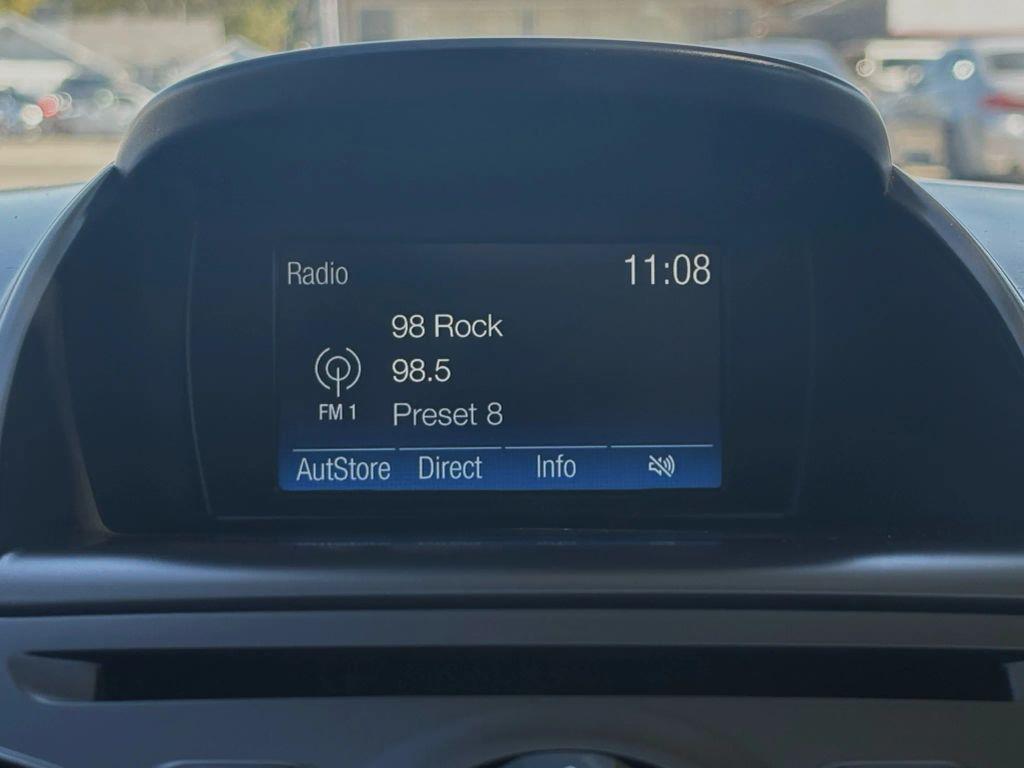 Radio 11:08
98 Rock
98.5
FM 1 Preset 8
AutStore Direct Info